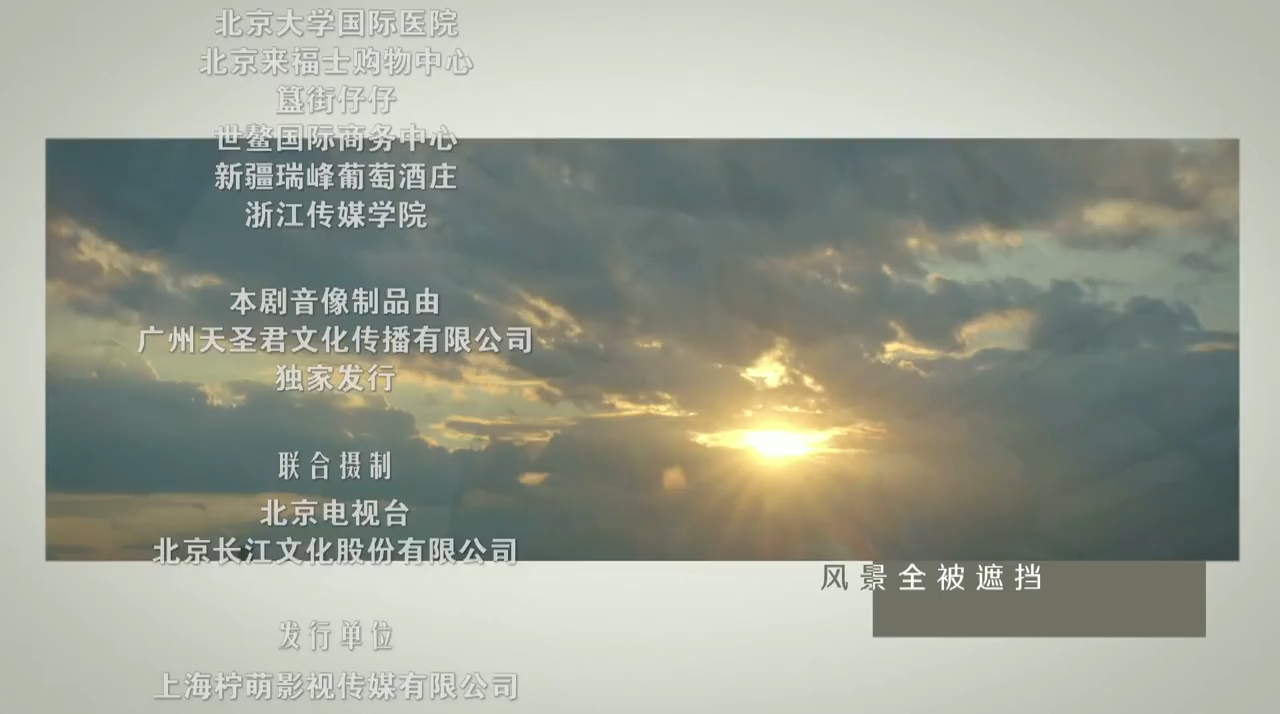 北京大学国际医院
北京来福士购物中心
簋街仔仔
世鳌国际商务中心
新疆瑞峰葡萄酒庄
浙江传媒学院
本剧音像制品由
广州天圣君文化传播有限公司
独家发行
联合摄制
北京电视台
北京长江文化股份有限公司
风景全被遮挡
发行单位
上海柠萌影视传媒有限公司